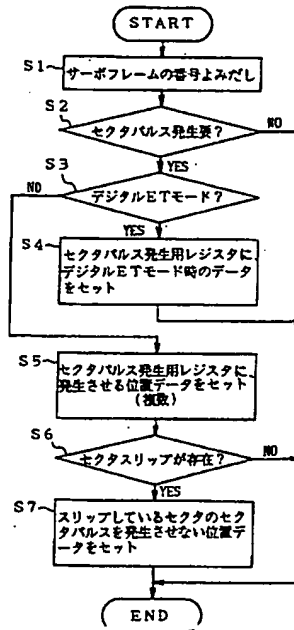 START
S1
サーボフレームの番号よみだし
S2
セクタパルス発生要?
NO
YES
S3
NO
デジタルETモード?
YES
S4
セクタパルス発生用レジスタに
デジタルETモード時のデータ
をセット
S5
セクタパルス発生用レジスタに
発生させる位置データをセット
(複数)
S6
セクタスリップが存在?
NO
YES
S7
スリップしているセクタのセク
タパルスを発生させない位置デ
ータをセット
END